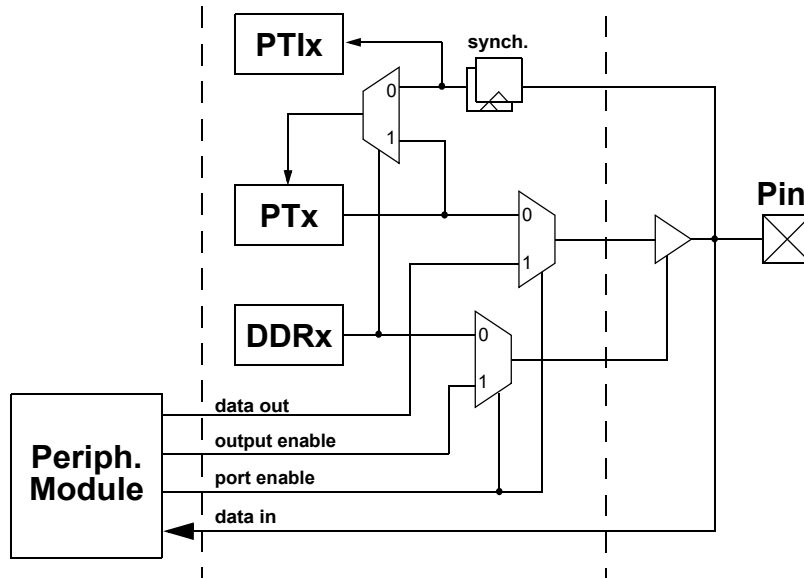 PTIx
synch.
0
1
PTx
0
1
Pin
DDRx
0
1
data out
output enable
port enable
data in
Periph.
Module